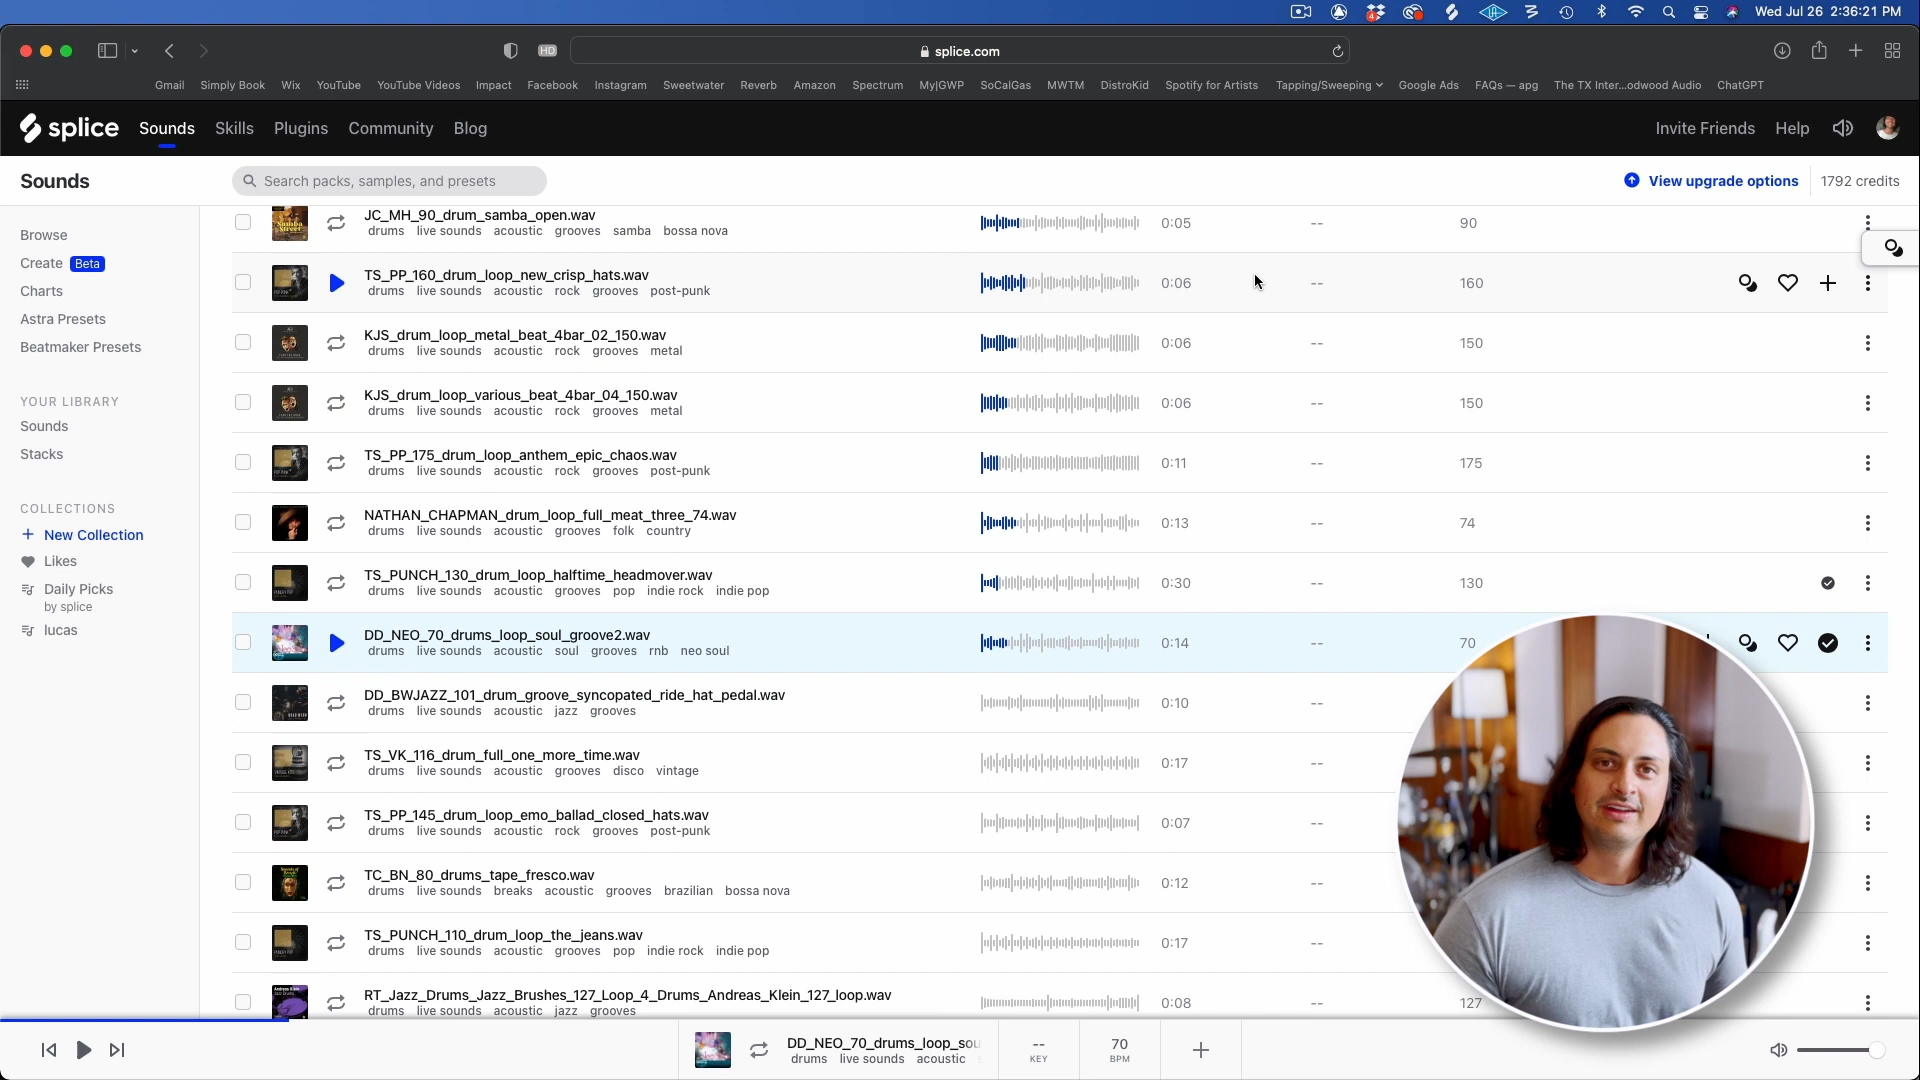 Wed Jul 26 2:36:21 PM
HD
splice.com
Gmail Simply Book Wix YouTube YouTube Videos Impact Facebook Instagram Sweetwater Reverb Amazon Spectrum My|GWP SoCalGas MWTM DistroKid Spotify for Artists Tapping/Sweeping Google Ads FAQs — app The TX Inter...odwood Audio ChatGPT
splice Sounds Skills Plugins Community Blog Invite Friends Help
Sounds Search packs, samples, and presets View upgrade options 1792 credits
Browse
Create Beta
Charts
Astra Presets
Beatmaker Presets
YOUR LIBRARY
Sounds
Stacks
COLLECTIONS
New Collection
Likes
Daily Picks
by splice
lucas
JC_MH_90_drum_samba_open.wav 0:05 -- 90
drums live sounds acoustic grooves samba bossa nova
TS_PP_160_drum_loop_new_crisp_hats.wav 0:06 -- 160
drums live sounds acoustic rock grooves post-punk
KJS_drum_loop_metal_beat_4bar_02_150.wav 0:06 -- 150
drums live sounds acoustic rock grooves metal
KJS_drum_loop_various_beat_4bar_04_150.wav 0:06 -- 150
drums live sounds acoustic rock grooves metal
TS_PP_175_drum_loop_anthem_epic_chaos.wav 0:11 -- 175
drums live sounds acoustic rock grooves post-punk
NATHAN_CHAPMAN_drum_loop_full_meat_three_74.wav 0:13 -- 74
drums live sounds acoustic grooves folk country
TS_PUNCH_130_drum_loop_halftime_headmover.wav 0:30 -- 130
drums live sounds acoustic grooves pop indie rock indie pop
DD_NEO_70_drums_loop_soul_groove2.wav 0:14 -- 70
drums live sounds acoustic soul grooves rnb neo soul
DD_BWJAZZ_101_drum_groove_syncopated_ride_hat_pedal.wav 0:10 --
drums live sounds acoustic jazz grooves
TS_VK_116_drum_full_one_more_time.wav 0:17 --
drums live sounds acoustic grooves disco vintage
TS_PP_145_drum_loop_emo_ballad_closed_hats.wav 0:07 --
drums live sounds acoustic rock grooves post-punk
TC_BN_80_drums_tape_fresco.wav 0:12 --
drums live sounds breaks acoustic grooves brazilian bossa nova
TS_PUNCH_110_drum_loop_the_jeans.wav 0:17 --
drums live sounds acoustic grooves pop indie rock indie pop
RT_Jazz_Drums_Jazz_Brushes_127_Loop_4_Drums_Andreas_Klein_127_loop.wav 0:08 -- 127
drums live sounds acoustic jazz grooves
DD_NEO_70_drums_loop_sou
drums live sounds acoustic
-- KEY
70 BPM